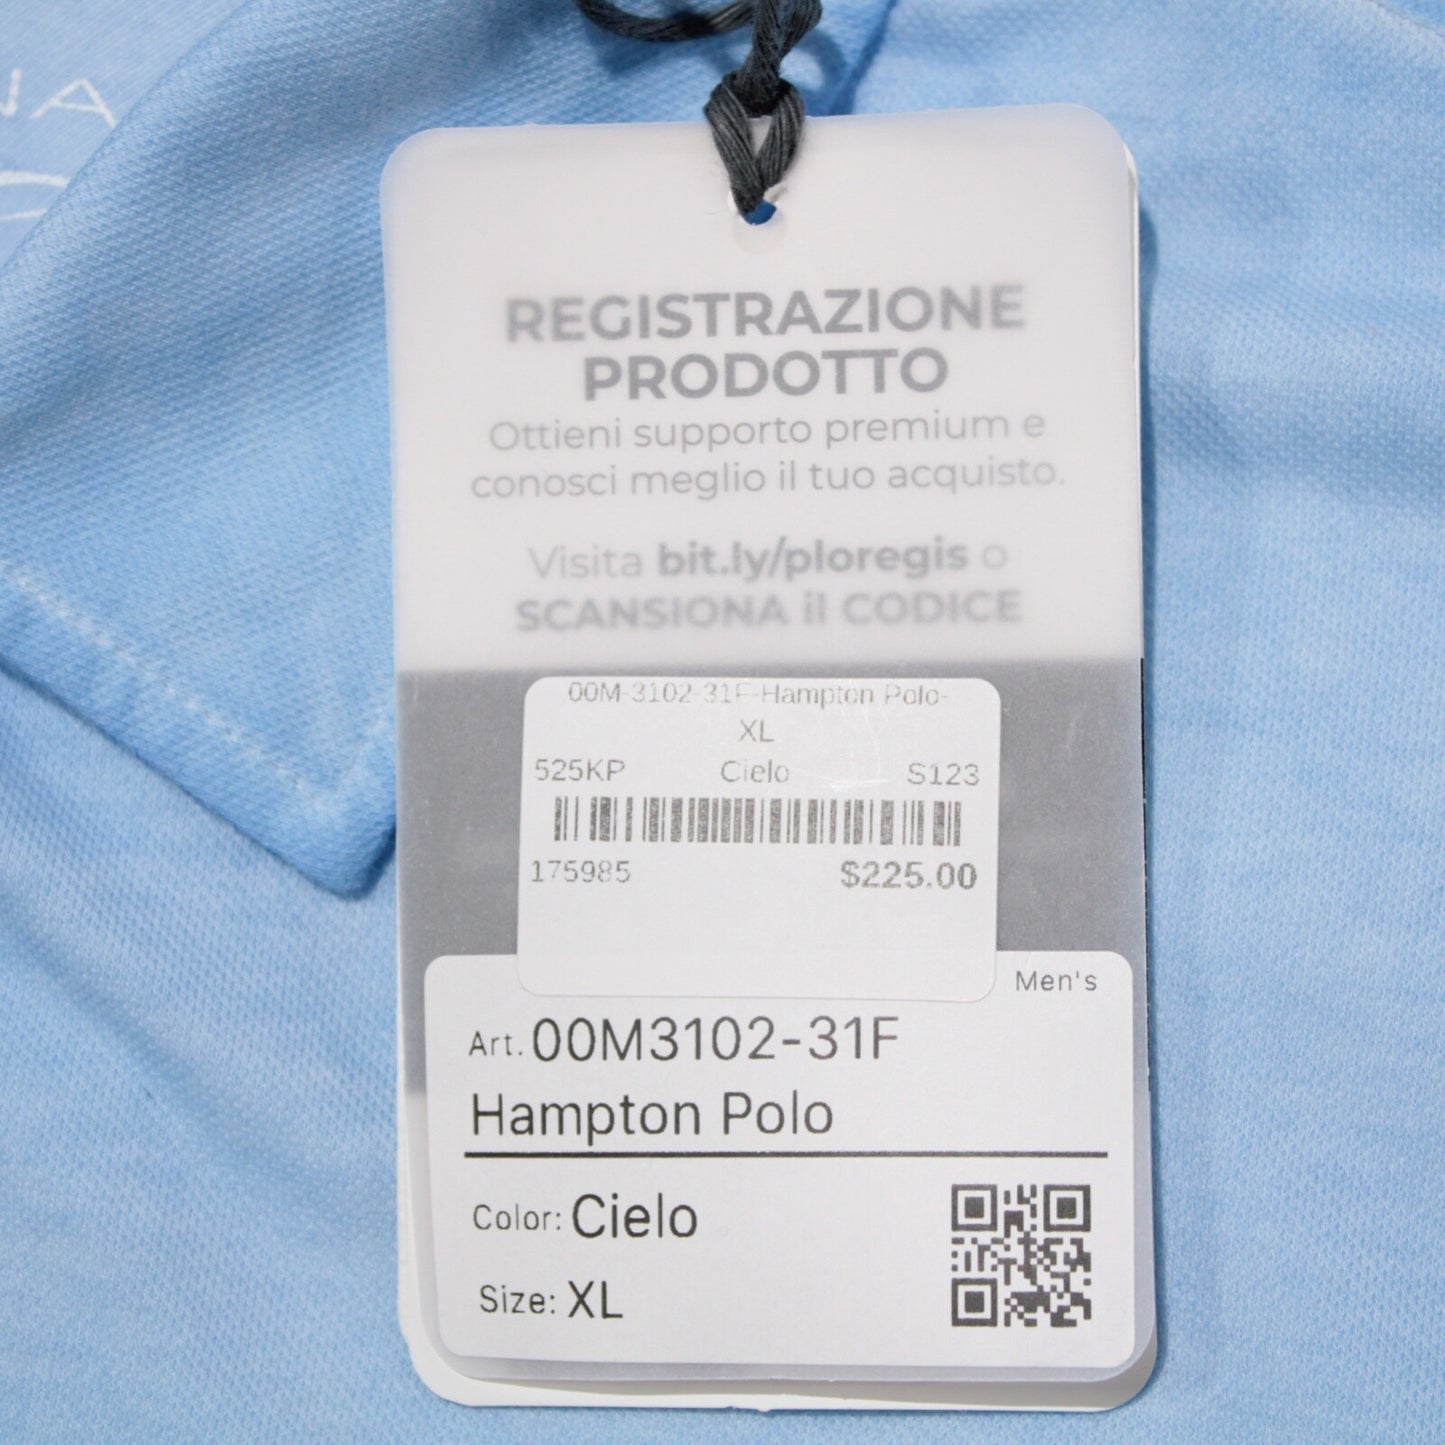 NA
REGISTRAZIONE
PRODOTTO
Ottieni supporto premium e
conosci meglio il tuo acquisto.
Visita bit.ly/ploregis o
SCANSIONA il CODICE
00M-3102-31F-Hampton Polo-
XL
525KP Cielo S123
175985 $225.00
Men's
Art. 00M3102-31F
Hampton Polo
Color: Cielo
Size: XL